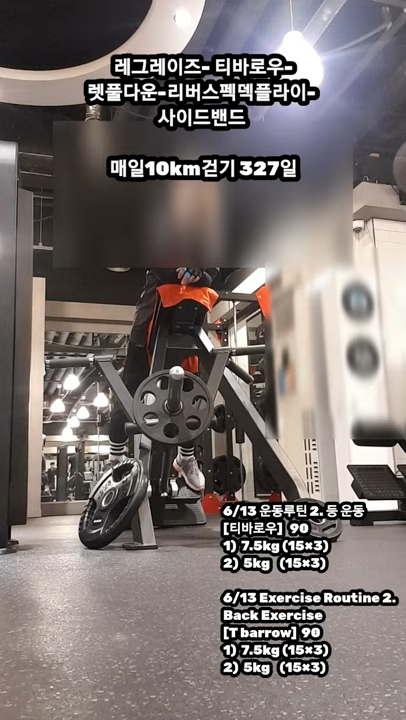 레그레이즈- 티바로우-
렛풀다운-리버스펙덱플라이-
사이드밴드
매일10km걷기 327일
6/13 운동루틴 2. 등 운동
[티바로우] 90
1) 7.5kg (15×3)
2) 5kg (15×3)
6/13 Exercise Routine 2.
Back Exercise
[T barrow] 90
1) 7.5kg (15×3)
2) 5kg (15×3)